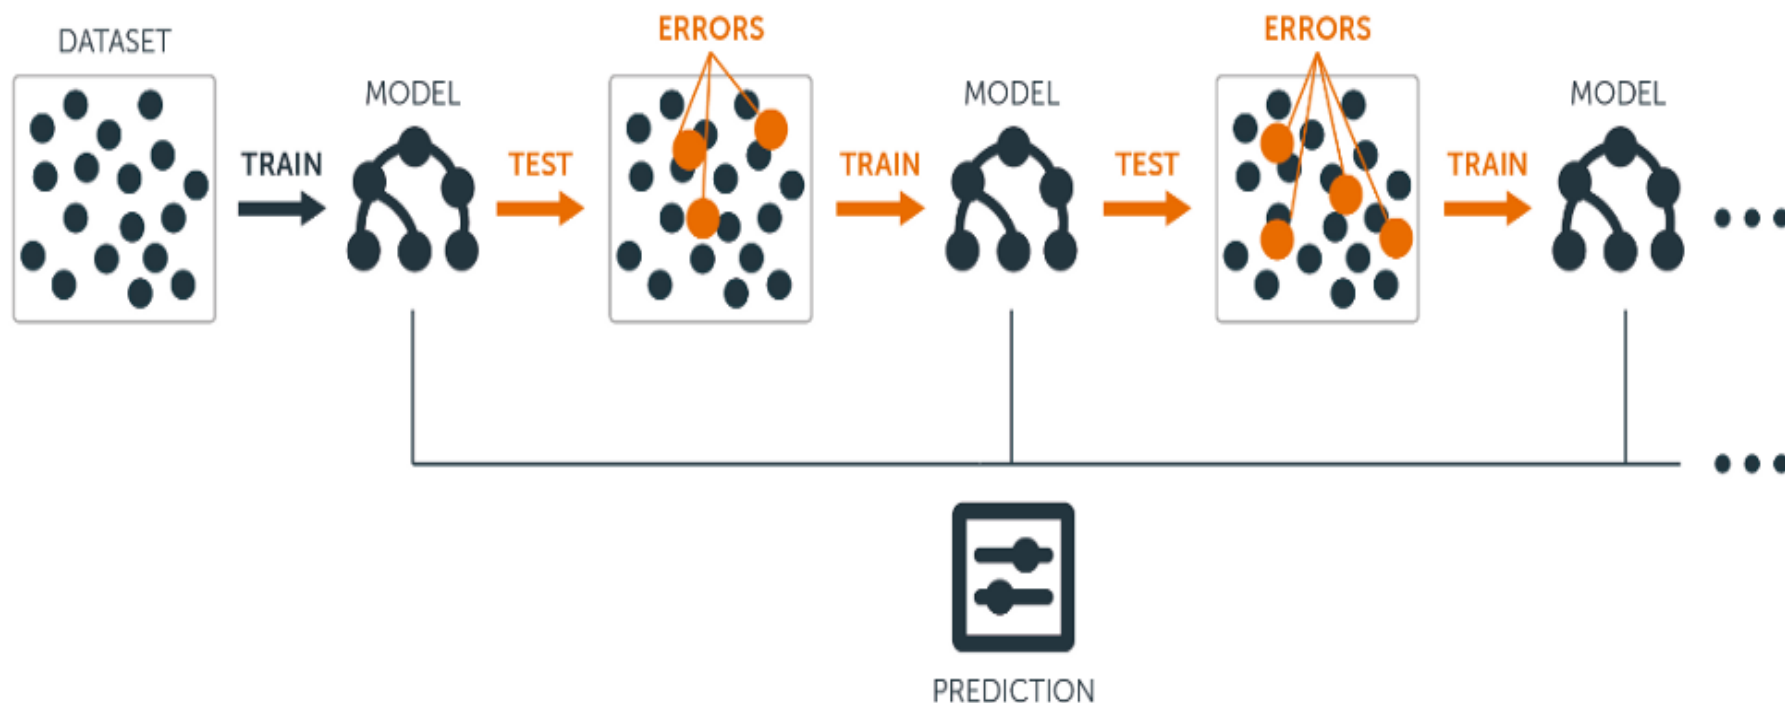 DATASET
ERRORS
ERRORS
MODEL
MODEL
MODEL
TRAIN
TEST
TRAIN
TEST
TRAIN
PREDICTION